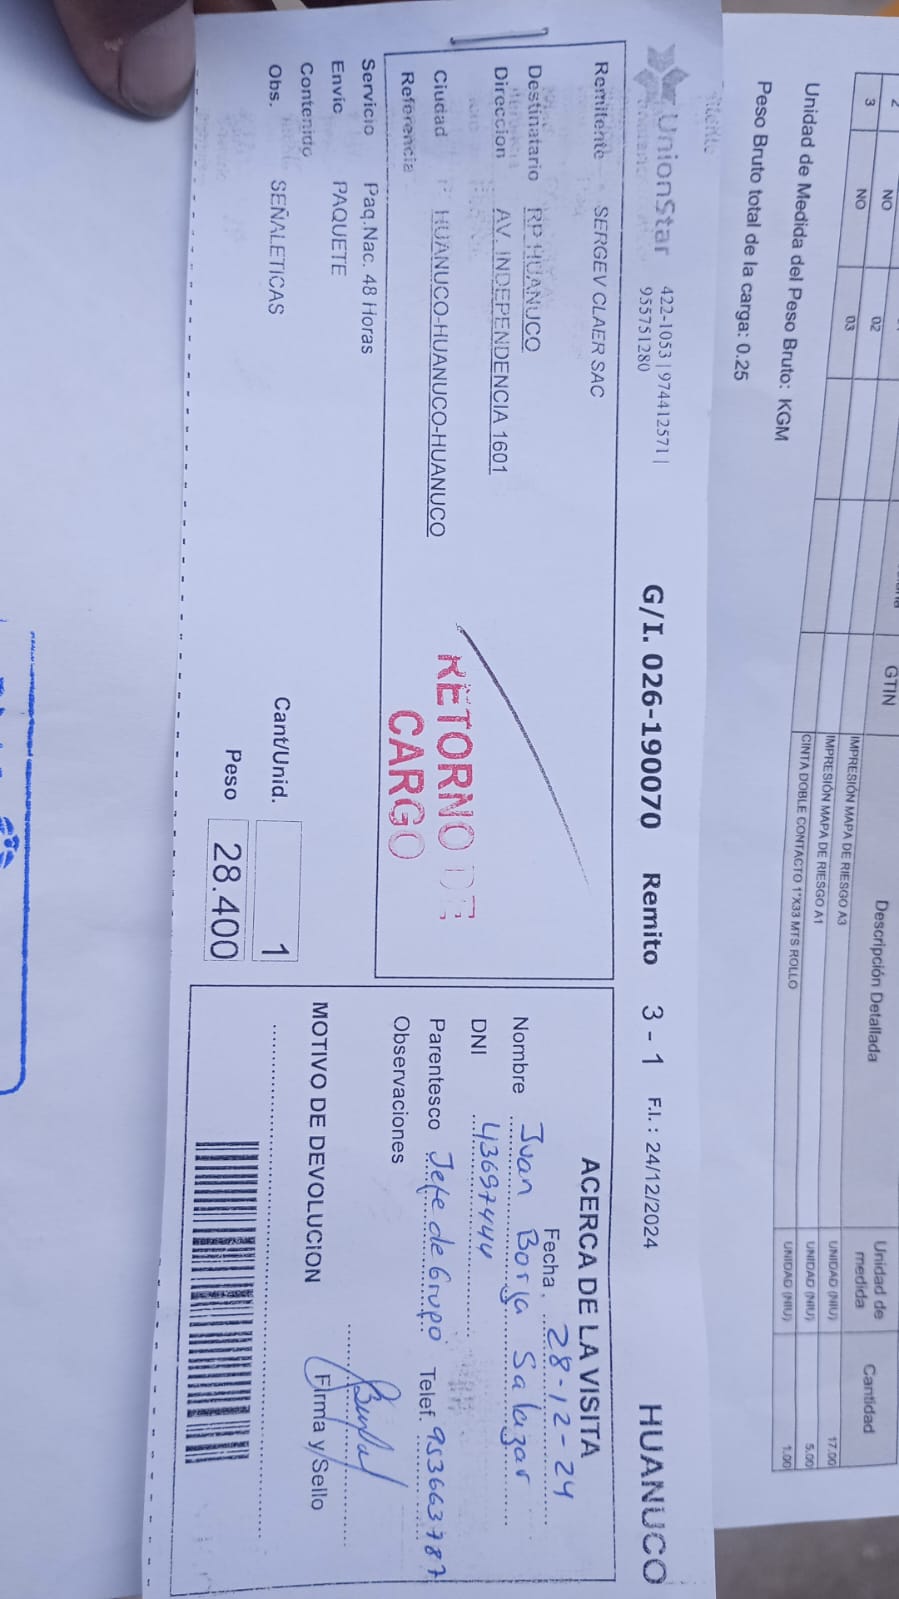 2 NO 02
3 NO 03
GTIN
Descripción Detallada
Unidad de medida
Cantidad
IMPRESIÓN MAPA DE RIESGO A3 UNIDAD (NIU) 17.00
IMPRESIÓN MAPA DE RIESGO A1 UNIDAD (NIU) 5.00
CINTA DOBLE CONTACTO 1"X33 MTS ROLLO UNIDAD (NIU) 1.00
Unidad de Medida del Peso Bruto: KGM
Peso Bruto total de la carga: 0.25
UnionStar
422-1053 | 974412571 |
955751280
G/I. 026-190070 Remito 3 - 1 F.I.: 24/12/2024 HUANUCO
Remitente SERGEV CLAER SAC
Destinatario RP HUANUCO
Direccion AV. INDEPENDENCIA 1601
Ciudad HUANUCO-HUANUCO-HUANUCO
Referencia
RETORNO DE
CARGO
Servicio Paq.Nac. 48 Horas
Envio PAQUETE
Contenido
Obs. SEÑALETICAS
Cant/Unid. 1
Peso 28.400
ACERCA DE LA VISITA
Fecha 28-12-24
Nombre Juan Borja Salazar
DNI 43697444
Parentesco Jefe de Grupo Telef. 953663787
Observaciones
MOTIVO DE DEVOLUCION
Firma y Sello